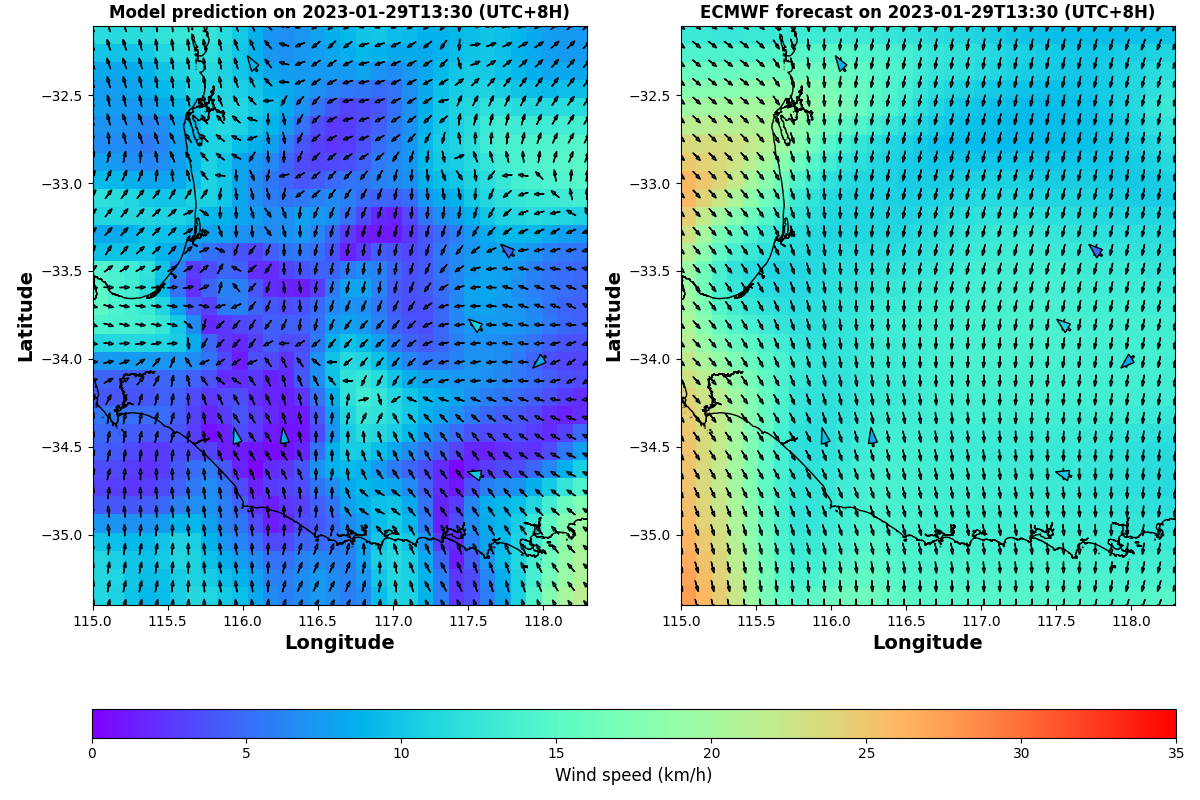 Model prediction on 2023-01-29T13:30 (UTC+8H)
ECMWF forecast on 2023-01-29T13:30 (UTC+8H)
Latitude
−32.5
−33.0
−33.5
−34.0
−34.5
−35.0
115.0 115.5 116.0 116.5 117.0 117.5 118.0
Longitude
Latitude
−32.5
−33.0
−33.5
−34.0
−34.5
−35.0
115.0 115.5 116.0 116.5 117.0 117.5 118.0
Longitude
0 5 10 15 20 25 30 35
Wind speed (km/h)